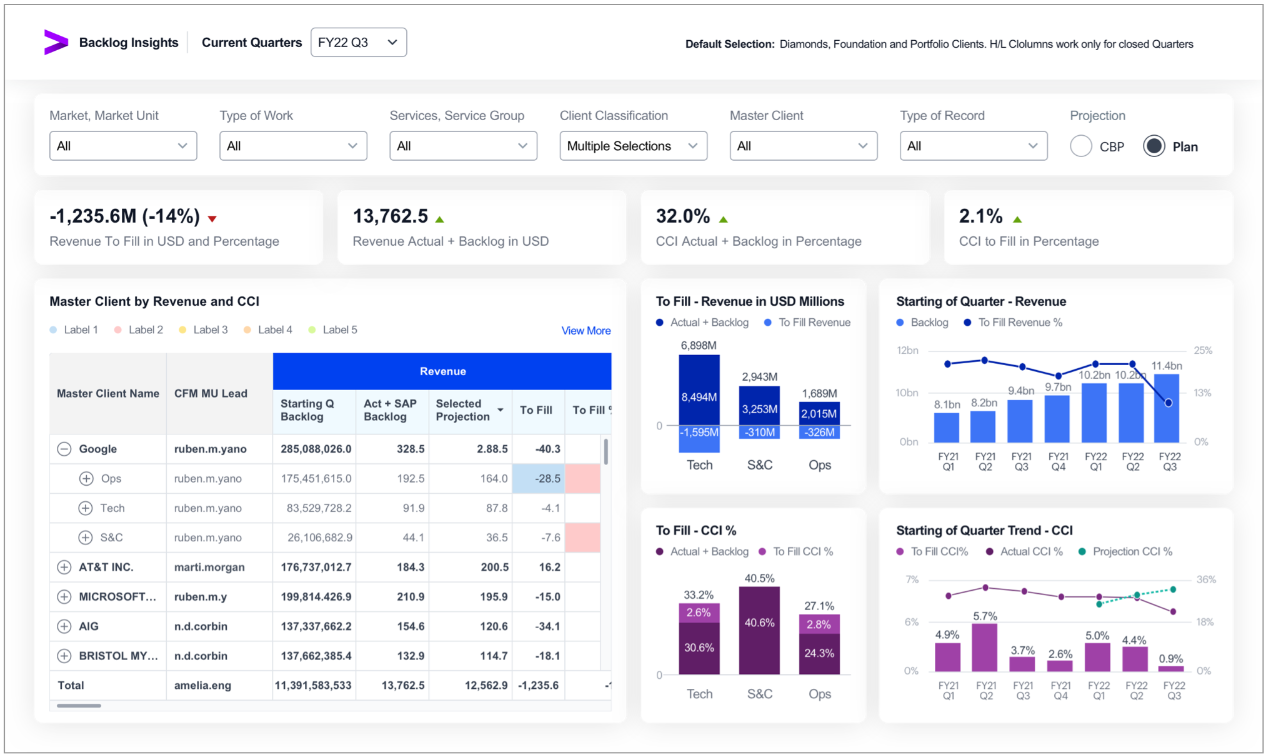 Backlog Insights
Current Quarters
FY22 Q3
Default Selection: Diamonds, Foundation and Portfolio Clients. H/L Clolumns work only for closed Quarters
Market, Market Unit
Type of Work
Services, Service Group
Client Classification
Master Client
Type of Record
Projection
All
All
All
Multiple Selections
All
All
CBP
Plan
-1,235.6M (-14%)
Revenue To Fill in USD and Percentage
13,762.5
Revenue Actual + Backlog in USD
32.0%
CCI Actual + Backlog in Percentage
2.1%
CCI to Fill in Percentage
Master Client by Revenue and CCI
Label 1
Label 2
Label 3
Label 4
Label 5
View More
Master Client Name
CFM MU Lead
Revenue
Starting Q
Backlog
Act + SAP
Backlog
Selected
Projection
To Fill
To Fill
Google ruben.m.yano 285,088,026.0 328.5 2.88.5 -40.3
Ops ruben.m.yano 175,451,615.0 192.5 164.0 -28.5
Tech ruben.m.yano 83,529,728.2 91.9 87.8 -4.1
S&C ruben.m.yano 26,106,682.9 44.1 36.5 -7.6
AT&T INC. marti.morgan 176,737,012.7 184.3 200.5 16.2
MICROSOFT... ruben.m.y 199,814.426.9 210.9 195.9 -15.0
AIG n.d.corbin 137,337,662.2 154.6 120.6 -34.1
BRISTOL MY... n.d.corbin 137,662,385.4 132.9 114.7 -18.1
Total amelia.eng 11,391,583,533 13,762.5 12,562.9 -1,235.6
To Fill - Revenue in USD Millions
Actual + Backlog
To Fill Revenue
6,898M
2,943M
1,689M
8,494M
3,253M
2,015M
0
-1,595M
-310M
-326M
Tech
S&C
Ops
Starting of Quarter - Revenue
Backlog
To Fill Revenue %
12bn
10bn
0bn
25%
13%
0%
8.1bn
8.2bn
9.4bn
9.7bn
10.2bn
10.2bn
11.4bn
FY21
Q1
FY21
Q2
FY21
Q3
FY21
Q4
FY22
Q1
FY22
Q2
FY22
Q3
To Fill - CCI %
Actual + Backlog
To Fill CCI %
33.2%
40.5%
27.1%
2.6%
2.8%
30.6%
40.6%
24.3%
0
Tech
S&C
Ops
Starting of Quarter Trend - CCI
To Fill CCI%
Actual CCI %
Projection CCI %
7%
6%
0%
36%
18%
0%
4.9%
5.7%
3.7%
2.6%
5.0%
4.4%
0.9%
FY21
Q1
FY21
Q2
FY21
Q3
FY21
Q4
FY22
Q1
FY22
Q2
FY22
Q3